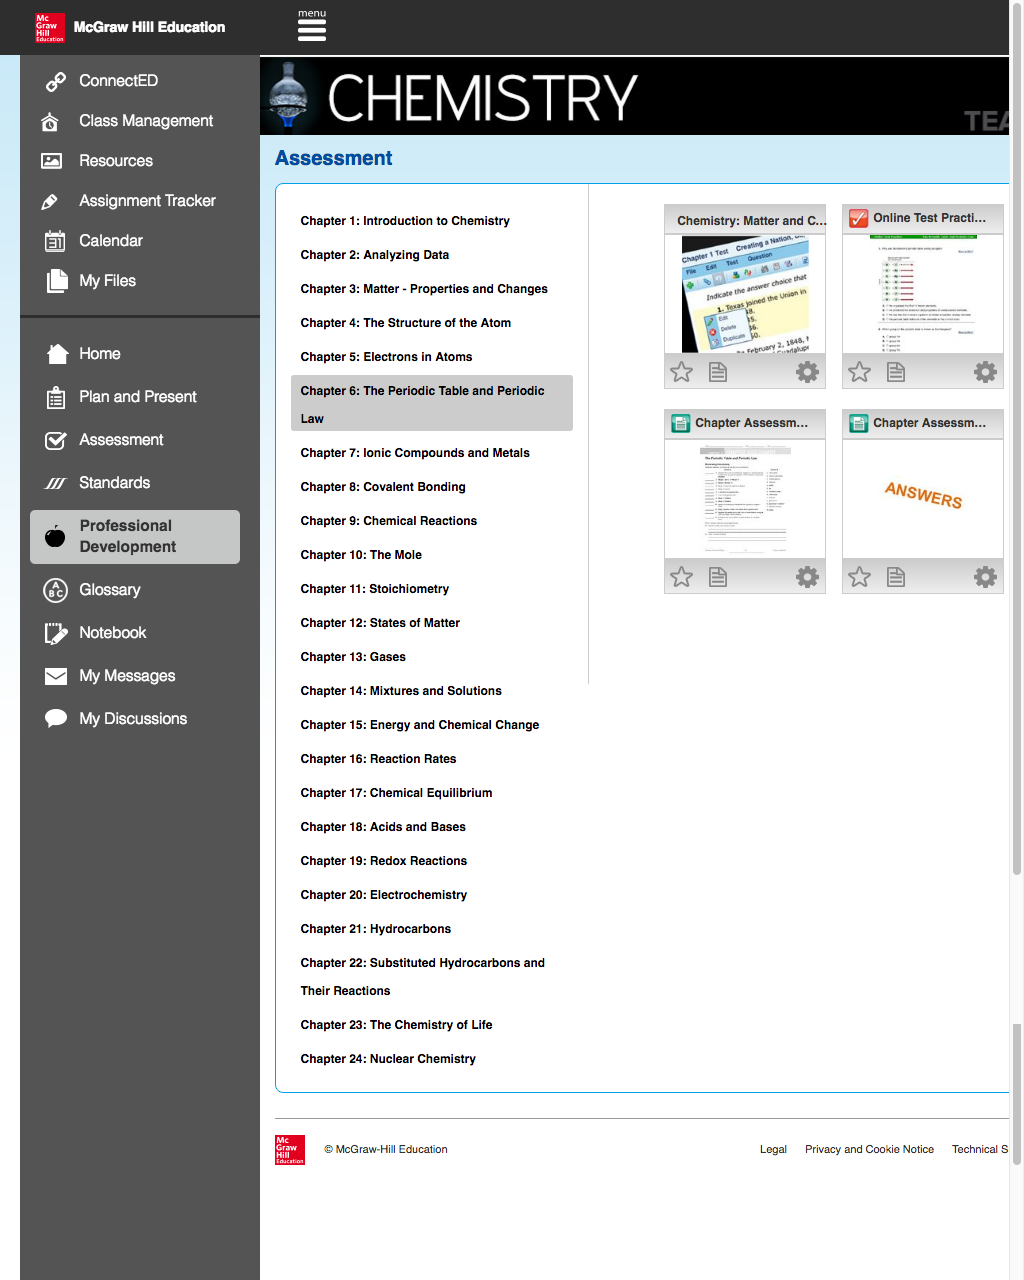 Mc
Graw
Hill
Education
McGraw Hill Education
menu
ConnectED
Class Management
Resources
Assignment Tracker
Calendar
My Files
Home
Plan and Present
Assessment
Standards
Professional
Development
Glossary
Notebook
My Messages
My Discussions
CHEMISTRY
TEA
Assessment
Chapter 1: Introduction to Chemistry
Chapter 2: Analyzing Data
Chapter 3: Matter - Properties and Changes
Chapter 4: The Structure of the Atom
Chapter 5: Electrons in Atoms
Chapter 6: The Periodic Table and Periodic
Law
Chapter 7: Ionic Compounds and Metals
Chapter 8: Covalent Bonding
Chapter 9: Chemical Reactions
Chapter 10: The Mole
Chapter 11: Stoichiometry
Chapter 12: States of Matter
Chapter 13: Gases
Chapter 14: Mixtures and Solutions
Chapter 15: Energy and Chemical Change
Chapter 16: Reaction Rates
Chapter 17: Chemical Equilibrium
Chapter 18: Acids and Bases
Chapter 19: Redox Reactions
Chapter 20: Electrochemistry
Chapter 21: Hydrocarbons
Chapter 22: Substituted Hydrocarbons and
Their Reactions
Chapter 23: The Chemistry of Life
Chapter 24: Nuclear Chemistry
Chemistry: Matter and C...
Chapter 1 Test Creating a Nation,
File Edit Test Question
Indicate the answer choice that
1. Texas joined the Union in
Edit
Delete
Duplicate
February 2, 1848,
Online Test Practi...
Chapter Assessm...
The Periodic Table and Periodic Law
Chapter Assessm...
ANSWERS
Mc
Graw
Hill
Education
© McGraw-Hill Education
Legal
Privacy and Cookie Notice
Technical S